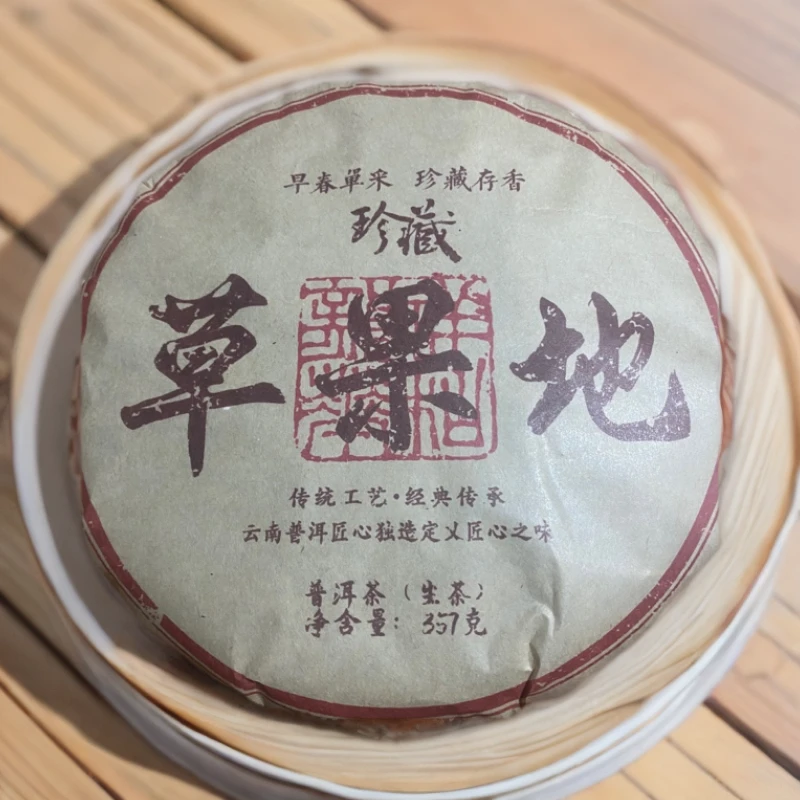 早春单采 珍藏存香
珍藏
草果地
传统工艺·经典传承
云南普洱匠心独造定义匠心之味
普洱茶（生茶）
净含量：357克